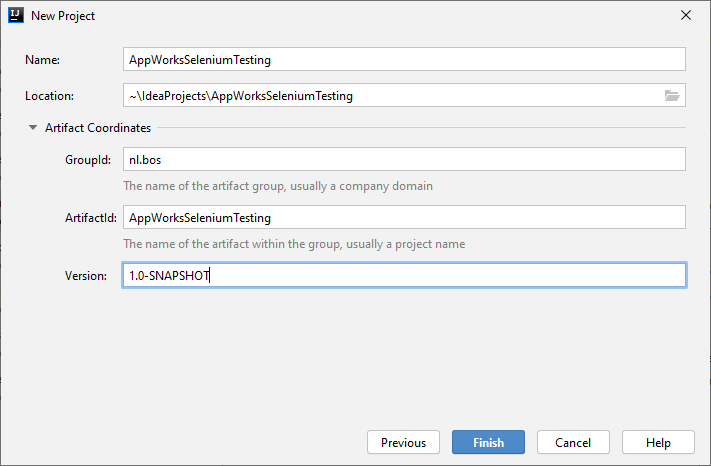 IJ New Project
Name: AppWorksSeleniumTesting
Location: ~\IdeaProjects\AppWorksSeleniumTesting
Artifact Coordinates
GroupId: nl.bos
The name of the artifact group, usually a company domain
ArtifactId: AppWorksSeleniumTesting
The name of the artifact within the group, usually a project name
Version: 1.0-SNAPSHOT
Previous Finish Cancel Help